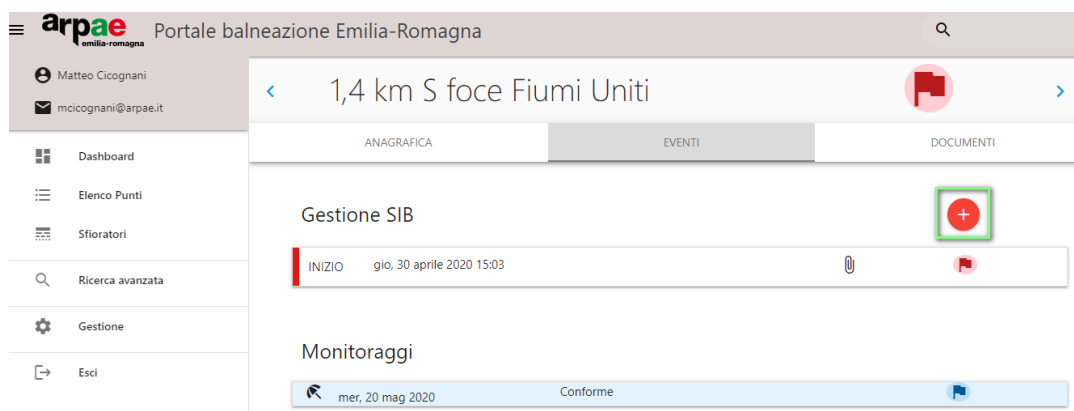 arpae
emilia-romagna
Portale balneazione Emilia-Romagna
Matteo Cicognani
mcicognani@arpae.it
1,4 km S foce Fiumi Uniti
ANAGRAFICA EVENTI DOCUMENTI
Dashboard
Elenco Punti
Sfioratori
Ricerca avanzata
Gestione
Esci
Gestione SIB
+
INIZIO gio, 30 aprile 2020 15:03
Monitoraggi
mer, 20 mag 2020 Conforme